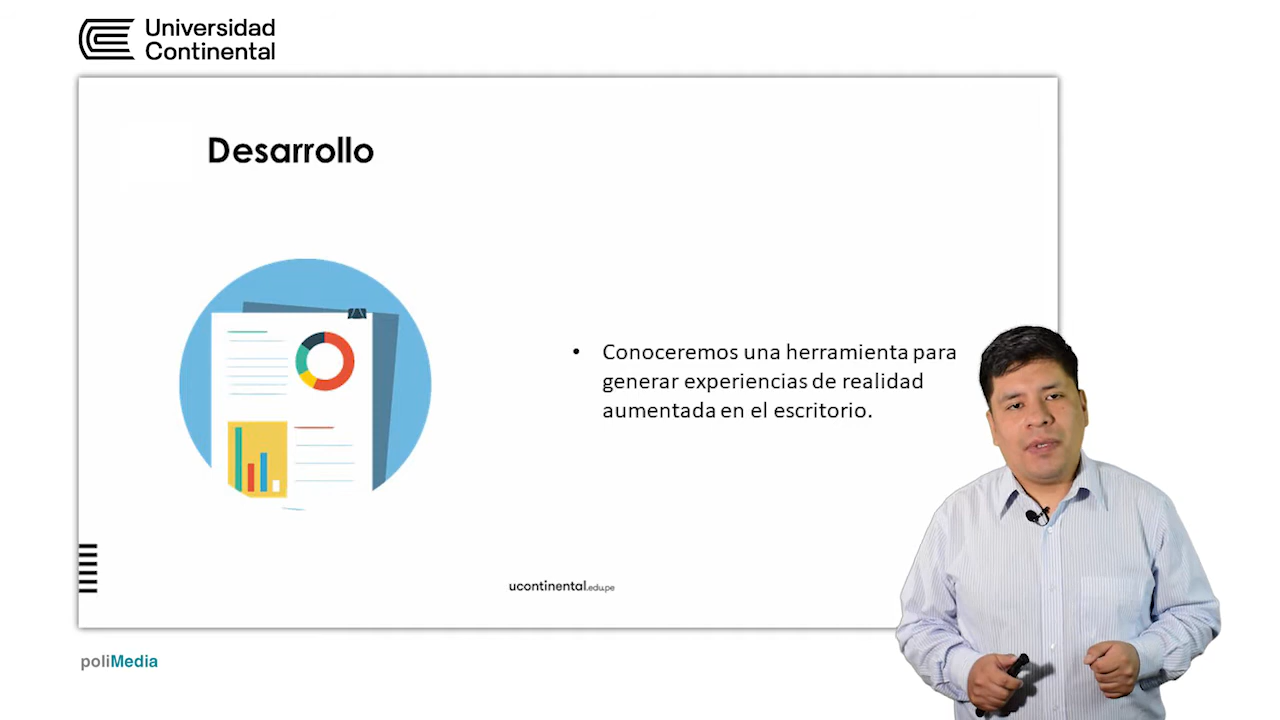 Universidad
Continental
Desarrollo
• Conoceremos una herramienta para
generar experiencias de realidad
aumentada en el escritorio.
ucontinental.edu.pe
poliMedia